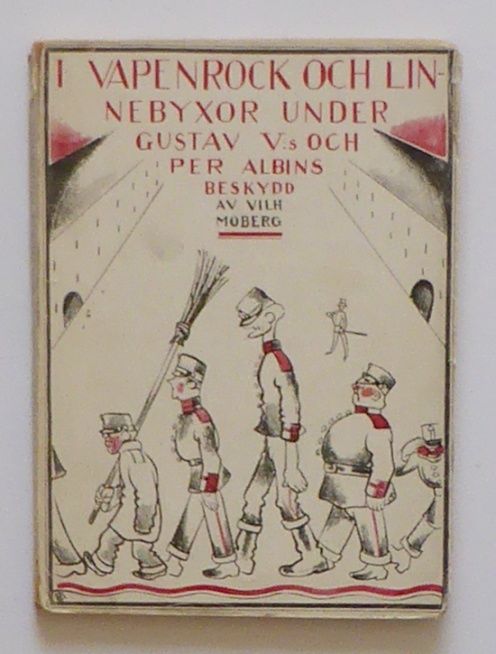 I VAPENROCK OCH LIN-
NEBYXOR UNDER
GUSTAV V:s OCH
PER ALBINS
BESKYDD
AV VILH
MOBERG